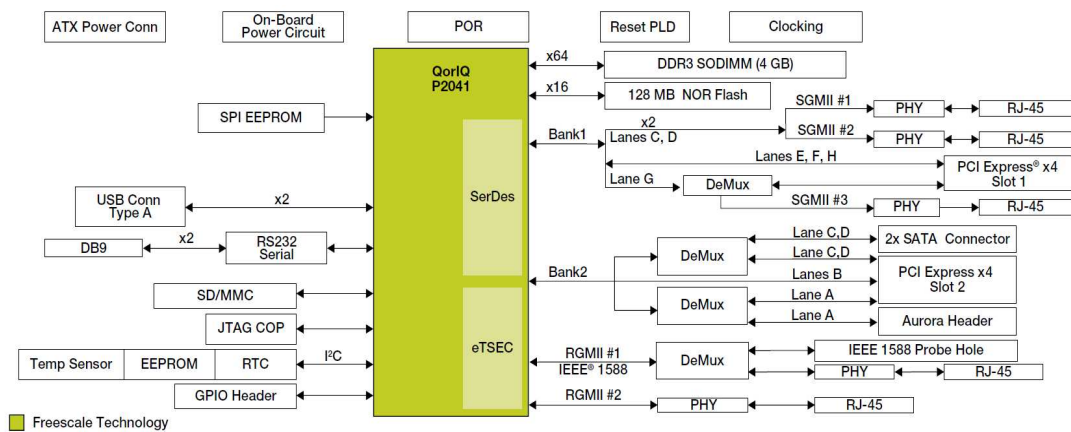 ATX Power Conn
On-Board
Power Circuit
POR
Reset PLD
Clocking
QorIQ
P2041
x64
DDR3 SODIMM (4 GB)
x16
128 MB NOR Flash
SPI EEPROM
Bank1
x2
Lanes C, D
SGMII #1
PHY
RJ-45
SGMII #2
PHY
RJ-45
Lanes E, F, H
PCI Express® x4
Slot 1
Lane G
DeMux
SGMII #3
PHY
RJ-45
SerDes
USB Conn
Type A
x2
DB9
x2
RS232
Serial
Bank2
DeMux
Lane C,D
2x SATA Connector
Lane C,D
Lanes B
PCI Express x4
Slot 2
DeMux
Lane A
Lane A
Aurora Header
SD/MMC
JTAG COP
eTSEC
Temp Sensor
EEPROM
RTC
I²C
GPIO Header
RGMII #1
IEEE® 1588
DeMux
IEEE 1588 Probe Hole
PHY
RJ-45
RGMII #2
PHY
RJ-45
Freescale Technology